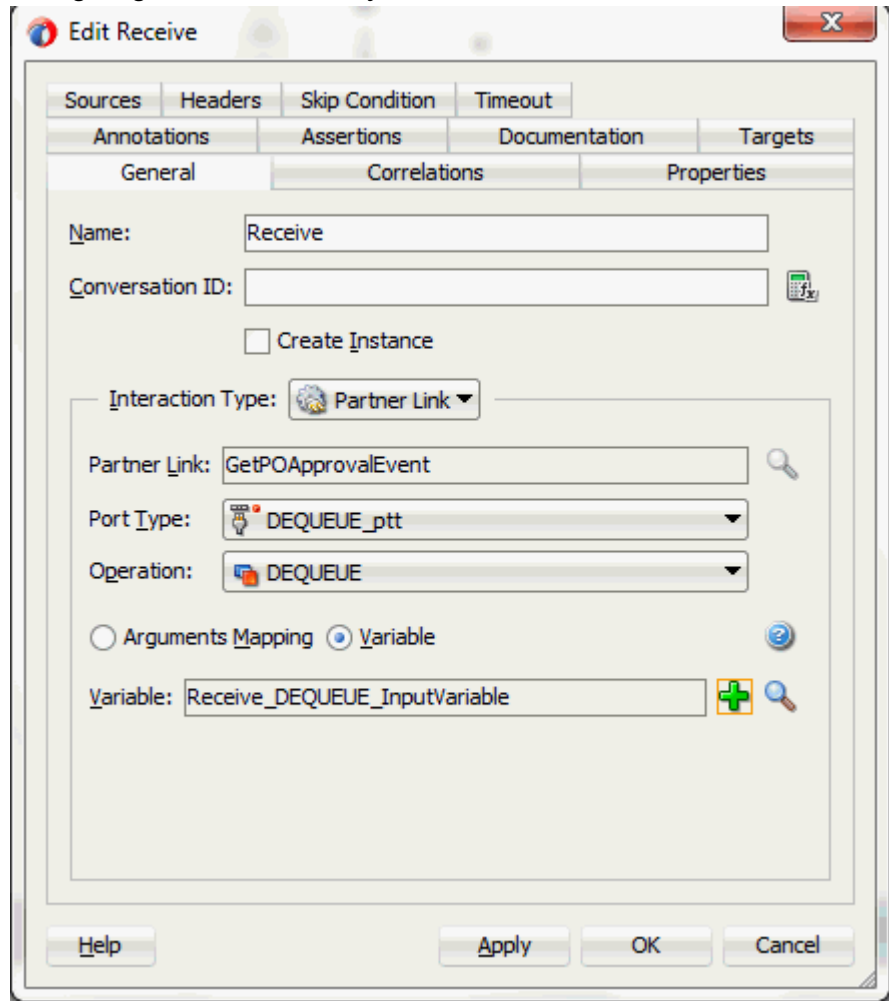 Edit Receive
Sources Headers Skip Condition Timeout
Annotations Assertions Documentation Targets
General Correlations Properties
Name: Receive
Conversation ID:
Create Instance
Interaction Type: Partner Link
Partner Link: GetPOApprovalEvent
Port Type: DEQUEUE_ptt
Operation: DEQUEUE
Arguments Mapping Variable
Variable: Receive_DEQUEUE_InputVariable
Help Apply OK Cancel